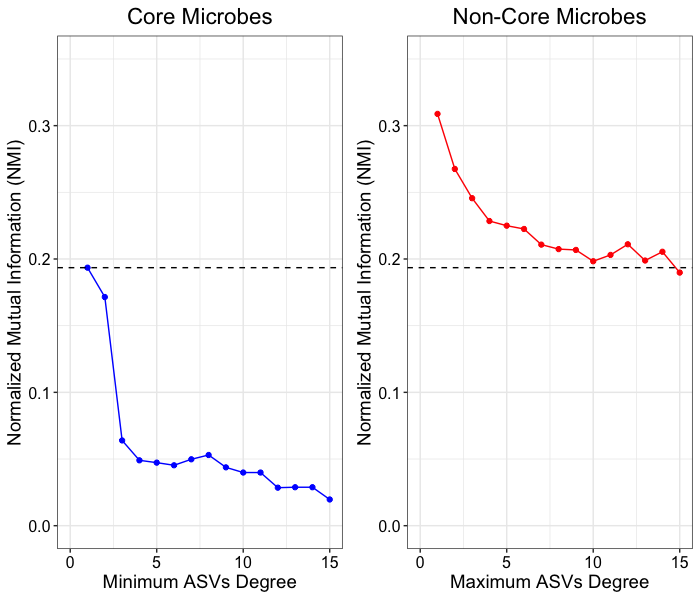 Core Microbes
Normalized Mutual Information (NMI)
0.3
0.2
0.1
0.0
0 5 10 15
Minimum ASVs Degree
Non-Core Microbes
Normalized Mutual Information (NMI)
0.3
0.2
0.1
0.0
0 5 10 15
Maximum ASVs Degree